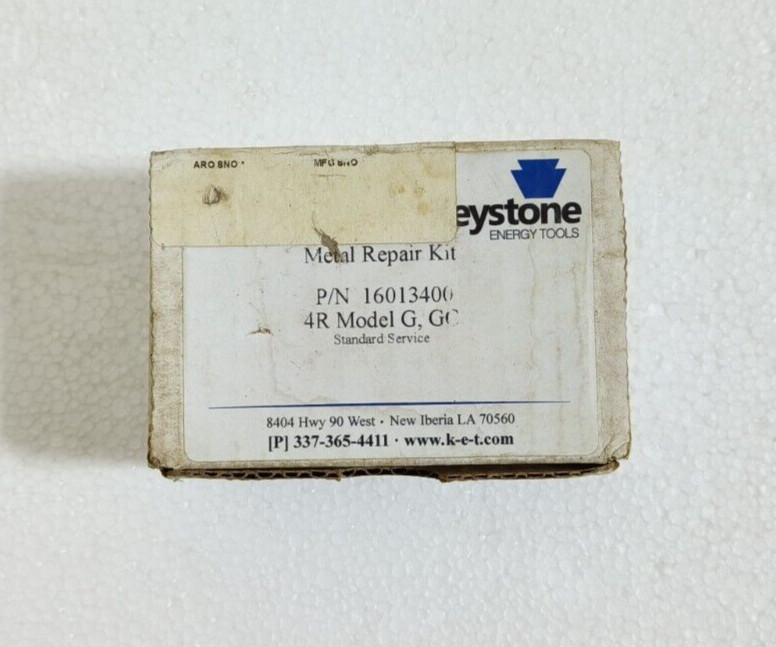 ARO SNO
MFG SNO
eystone
ENERGY TOOLS
Metal Repair Kit
P/N 16013400
4R Model G, GC
Standard Service
8404 Hwy 90 West · New Iberia LA 70560
[P] 337-365-4411 · www.k-e-t.com